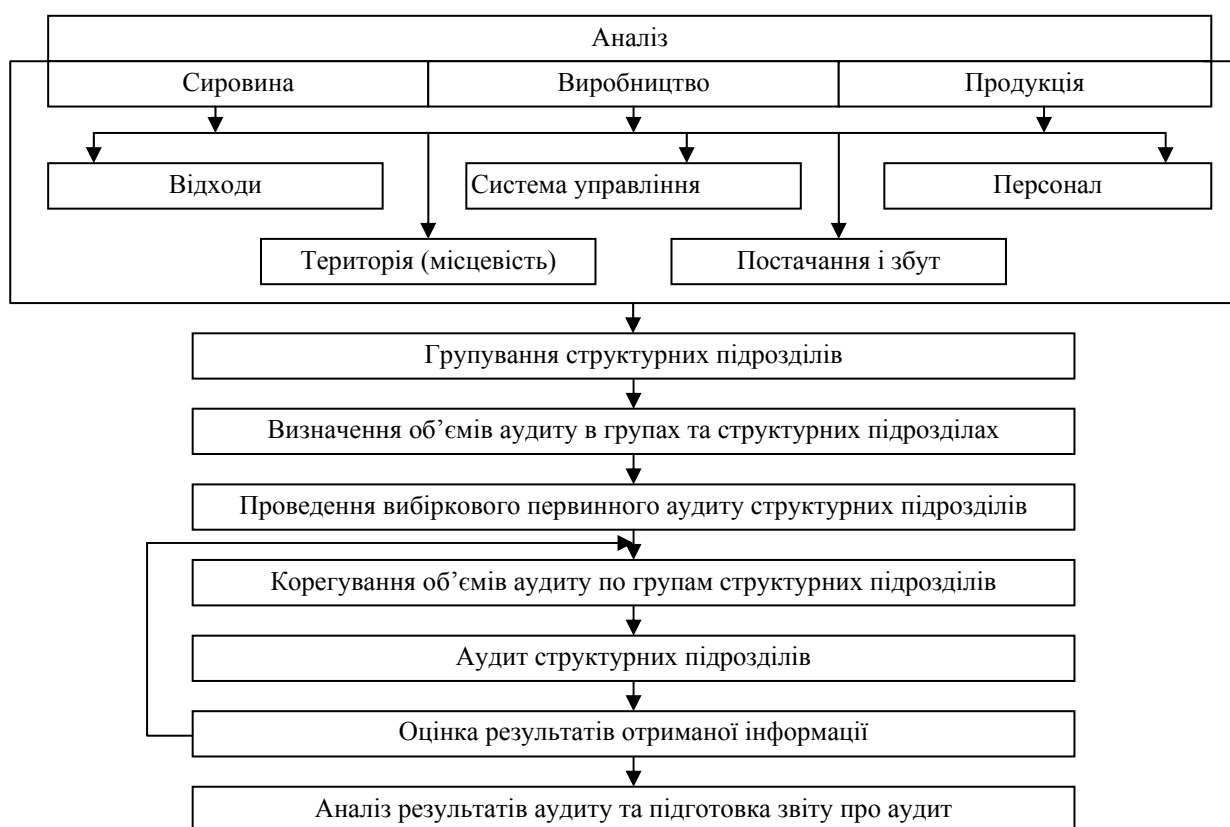 Аналіз
Сировина
Виробництво
Продукція
Відходи
Система управління
Персонал
Територія (місцевість)
Постачання і збут
Групування структурних підрозділів
Визначення об’ємів аудиту в групах та структурних підрозділах
Проведення вибіркового первинного аудиту структурних підрозділів
Корегування об’ємів аудиту по групам структурних підрозділів
Аудит структурних підрозділів
Оцінка результатів отриманої інформації
Аналіз результатів аудиту та підготовка звіту про аудит